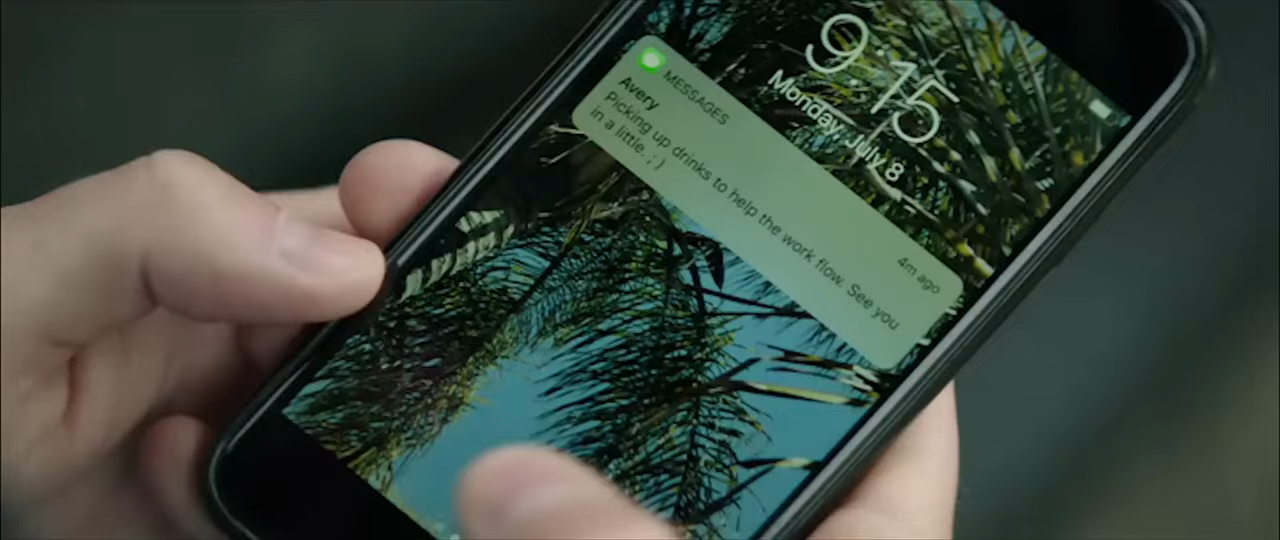 9:15
Monday, July 8
MESSAGES
4m ago
Avery
Picking up drinks to help the work flow. See you
in a little. ; )